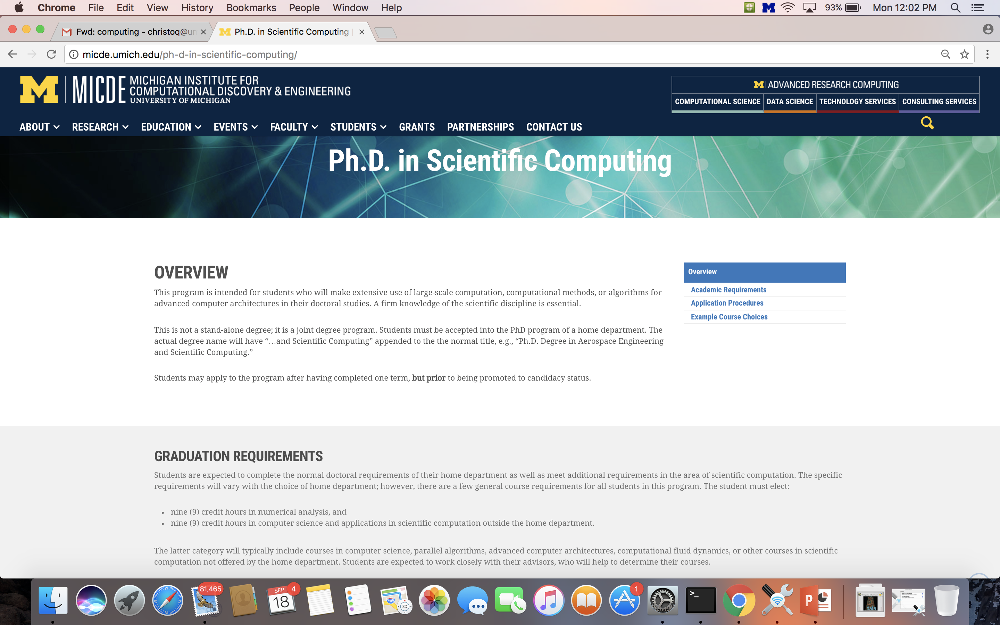 Chrome File Edit View History Bookmarks People Window Help 93% Mon 12:02 PM
Fwd: computing - christoq@un Ph.D. in Scientific Computing |
micde.umich.edu/ph-d-in-scientific-computing/
M | MICDE MICHIGAN INSTITUTE FOR
COMPUTATIONAL DISCOVERY & ENGINEERING
UNIVERSITY OF MICHIGAN
M ADVANCED RESEARCH COMPUTING
COMPUTATIONAL SCIENCE DATA SCIENCE TECHNOLOGY SERVICES CONSULTING SERVICES
ABOUT RESEARCH EDUCATION EVENTS FACULTY STUDENTS GRANTS PARTNERSHIPS CONTACT US
Ph.D. in Scientific Computing
OVERVIEW
This program is intended for students who will make extensive use of large-scale computation, computational methods, or algorithms for
advanced computer architectures in their doctoral studies. A firm knowledge of the scientific discipline is essential.
This is not a stand-alone degree; it is a joint degree program. Students must be accepted into the PhD program of a home department. The
actual degree name will have “…and Scientific Computing” appended to the the normal title, e.g., “Ph.D. Degree in Aerospace Engineering
and Scientific Computing.”
Students may apply to the program after having completed one term, but prior to being promoted to candidacy status.
Overview
Academic Requirements
Application Procedures
Example Course Choices
GRADUATION REQUIREMENTS
Students are expected to complete the normal doctoral requirements of their home department as well as meet additional requirements in the area of scientific computation. The specific
requirements will vary with the choice of home department; however, there are a few general course requirements for all students in this program. The student must elect:
• nine (9) credit hours in numerical analysis, and
• nine (9) credit hours in computer science and applications in scientific computation outside the home department.
The latter category will typically include courses in computer science, parallel algorithms, advanced computer architectures, computational fluid dynamics, or other courses in scientific
computation not offered by the home department. Students are expected to work closely with their advisors, who will help to determine their courses.
81,465 SEP 4 1
18 280 3D >_ P data